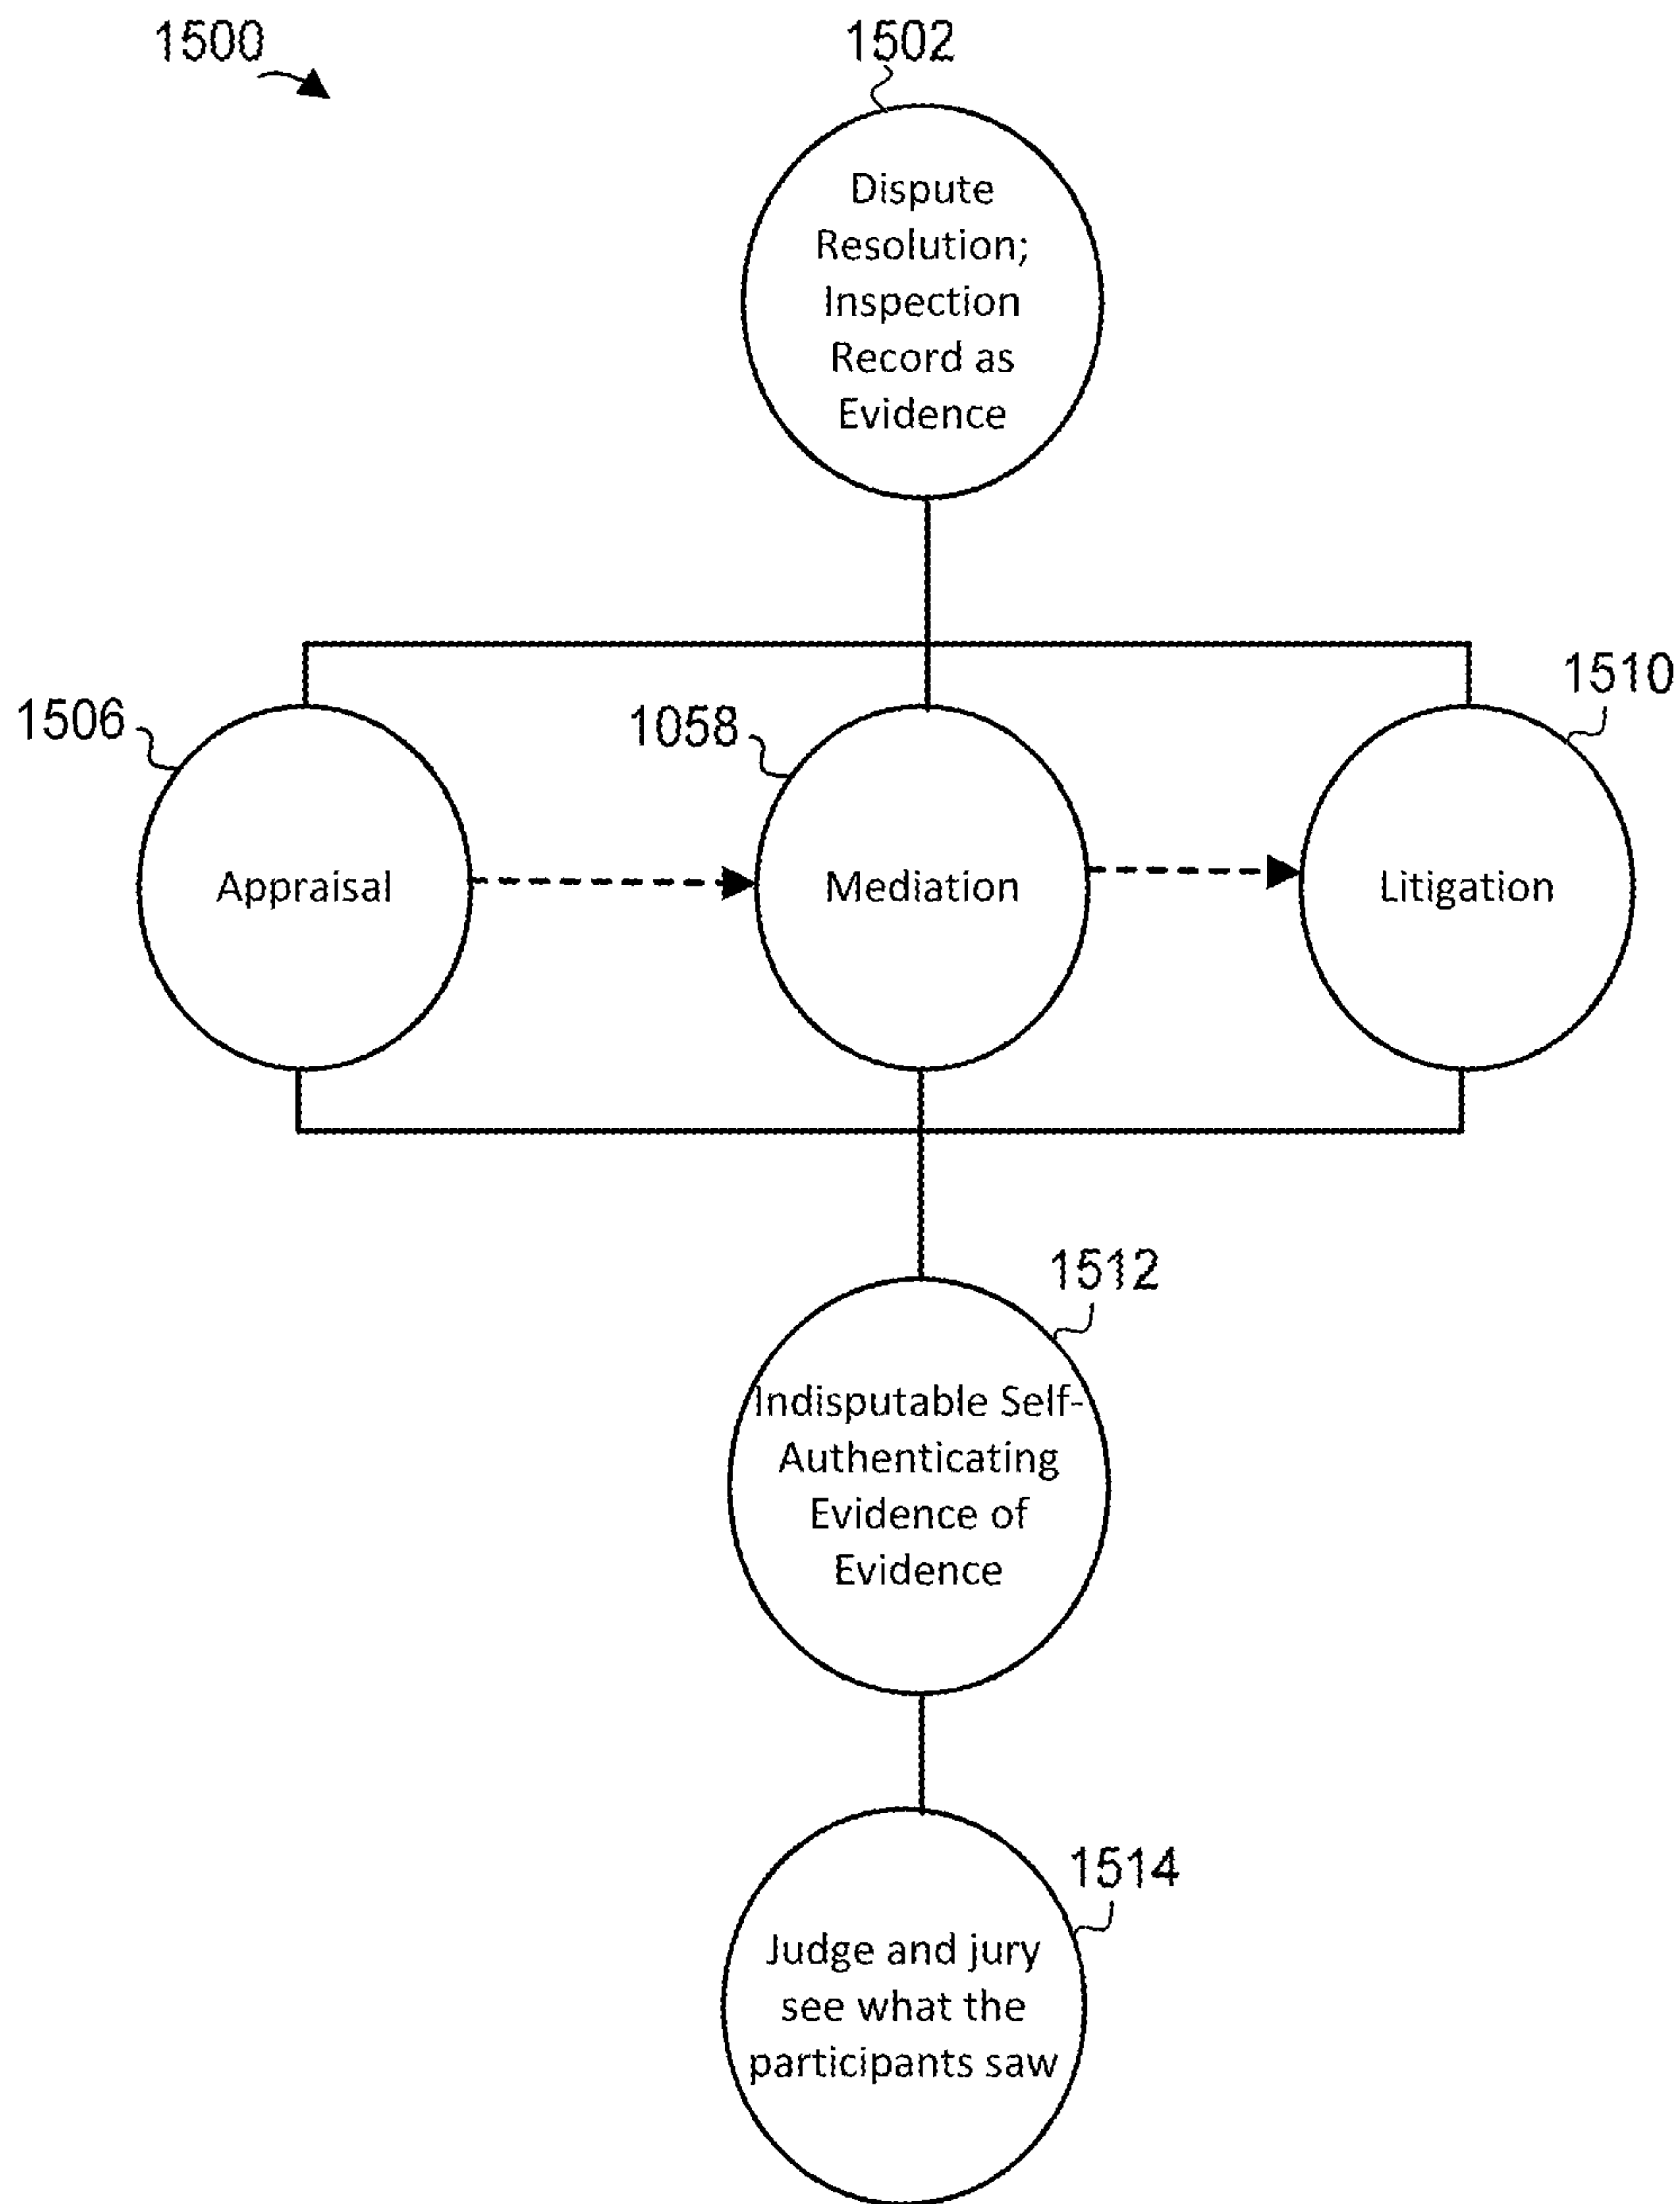 1500
1502
Dispute
Resolution;
Inspection
Record as
Evidence
1506
1058
1510
Appraisal
Mediation
Litigation
1512
Indisputable Self-
Authenticating
Evidence of
Evidence
1514
Judge and jury
see what the
participants saw